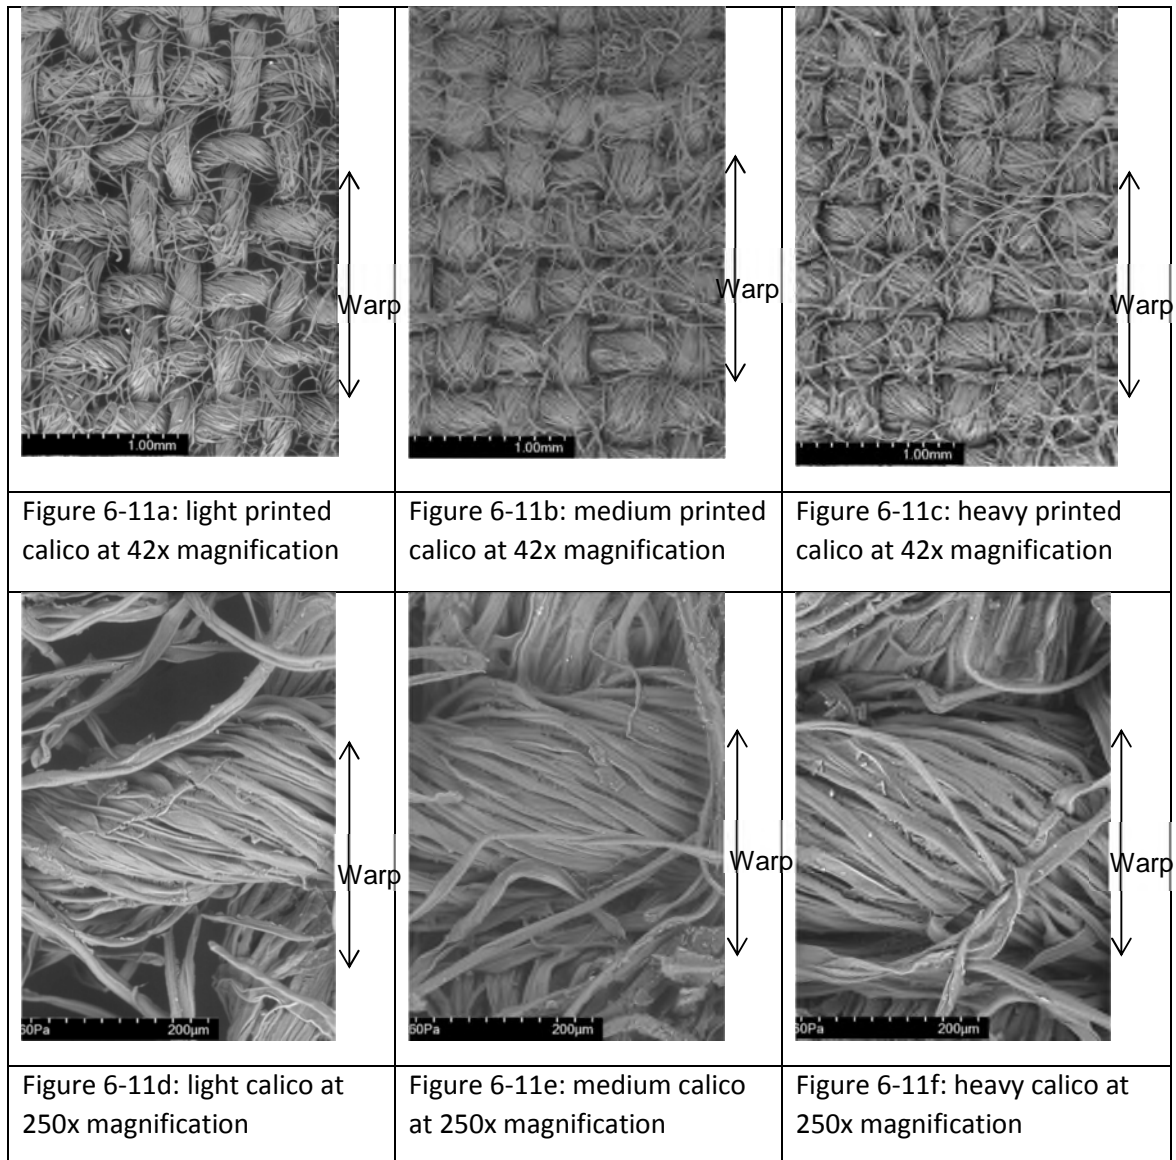 Warp
Warp
Warp
1.00mm
1.00mm
1.00mm
Figure 6-11a: light printed
calico at 42x magnification
Figure 6-11b: medium printed
calico at 42x magnification
Figure 6-11c: heavy printed
calico at 42x magnification
Warp
Warp
Warp
60Pa 200µm
60Pa 200µm
60Pa 200µm
Figure 6-11d: light calico at
250x magnification
Figure 6-11e: medium calico
at 250x magnification
Figure 6-11f: heavy calico at
250x magnification